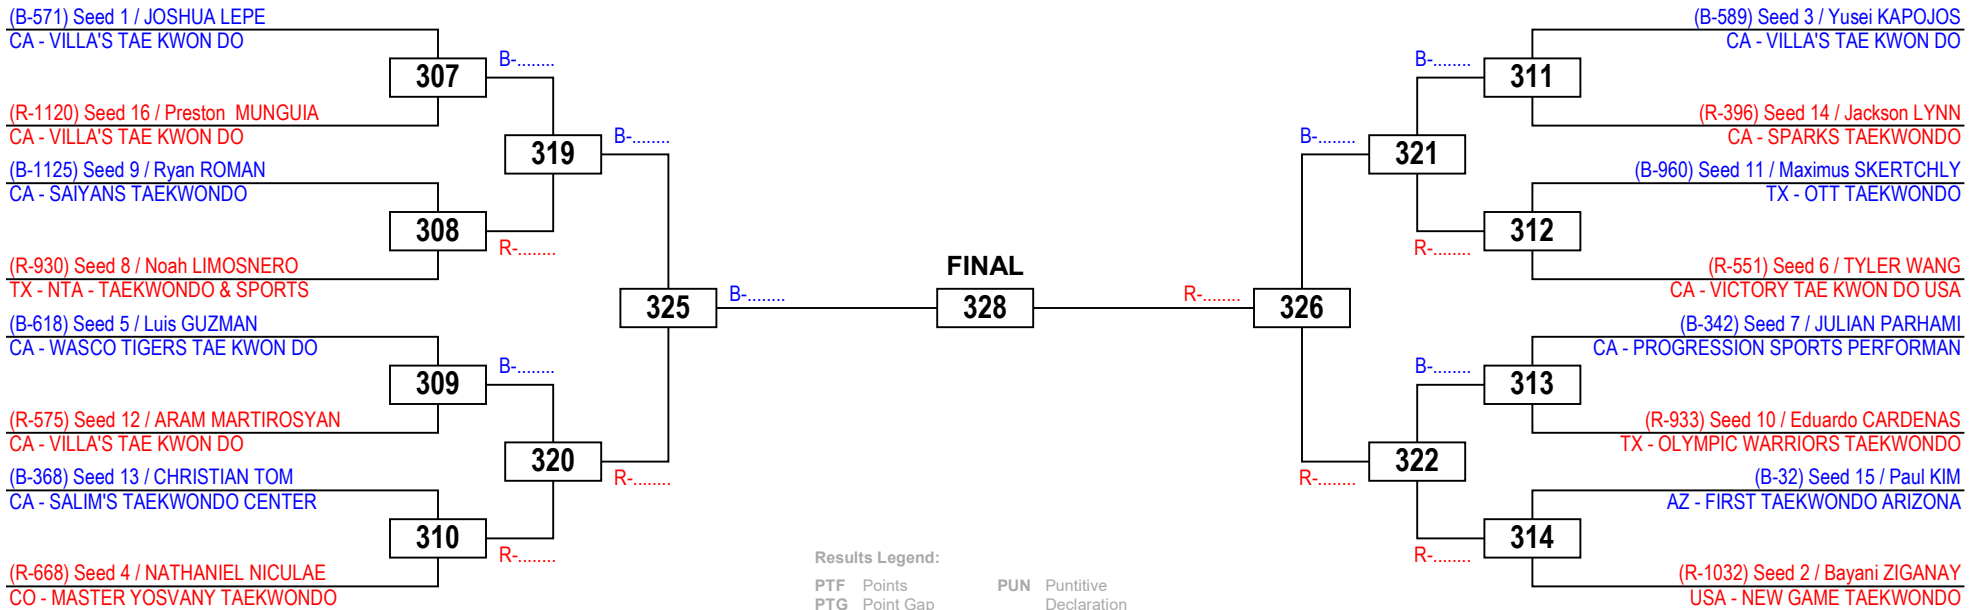 (B-571) Seed 1 / JOSHUA LEPE
CA - VILLA'S TAE KWON DO
307
B-........
(R-1120) Seed 16 / Preston  MUNGUIA
CA - VILLA'S TAE KWON DO
319
B-........
(B-1125) Seed 9 / Ryan ROMAN
CA - SAIYANS TAEKWONDO
308
R-........
(R-930) Seed 8 / Noah LIMOSNERO
TX - NTA - TAEKWONDO & SPORTS
325
B-........
(B-618) Seed 5 / Luis GUZMAN
CA - WASCO TIGERS TAE KWON DO
309
B-........
(R-575) Seed 12 / ARAM MARTIROSYAN
CA - VILLA'S TAE KWON DO
320
R-........
(B-368) Seed 13 / CHRISTIAN TOM
CA - SALIM'S TAEKWONDO CENTER
310
R-........
(R-668) Seed 4 / NATHANIEL NICULAE
CO - MASTER YOSVANY TAEKWONDO
FINAL
328
(B-589) Seed 3 / Yusei KAPOJOS
CA - VILLA'S TAE KWON DO
B-........
311
(R-396) Seed 14 / Jackson LYNN
CA - SPARKS TAEKWONDO
B-........
321
(B-960) Seed 11 / Maximus SKERTCHLY
TX - OTT TAEKWONDO
R-........
312
(R-551) Seed 6 / TYLER WANG
CA - VICTORY TAE KWON DO USA
R-........
326
(B-342) Seed 7 / JULIAN PARHAMI
CA - PROGRESSION SPORTS PERFORMAN
B-........
313
(R-933) Seed 10 / Eduardo CARDENAS
TX - OLYMPIC WARRIORS TAEKWONDO
R-........
322
(B-32) Seed 15 / Paul KIM
AZ - FIRST TAEKWONDO ARIZONA
R-........
314
(R-1032) Seed 2 / Bayani ZIGANAY
USA - NEW GAME TAEKWONDO
Results Legend:
PTF Points PUN Puntitive
PTG Point Gap Declaration